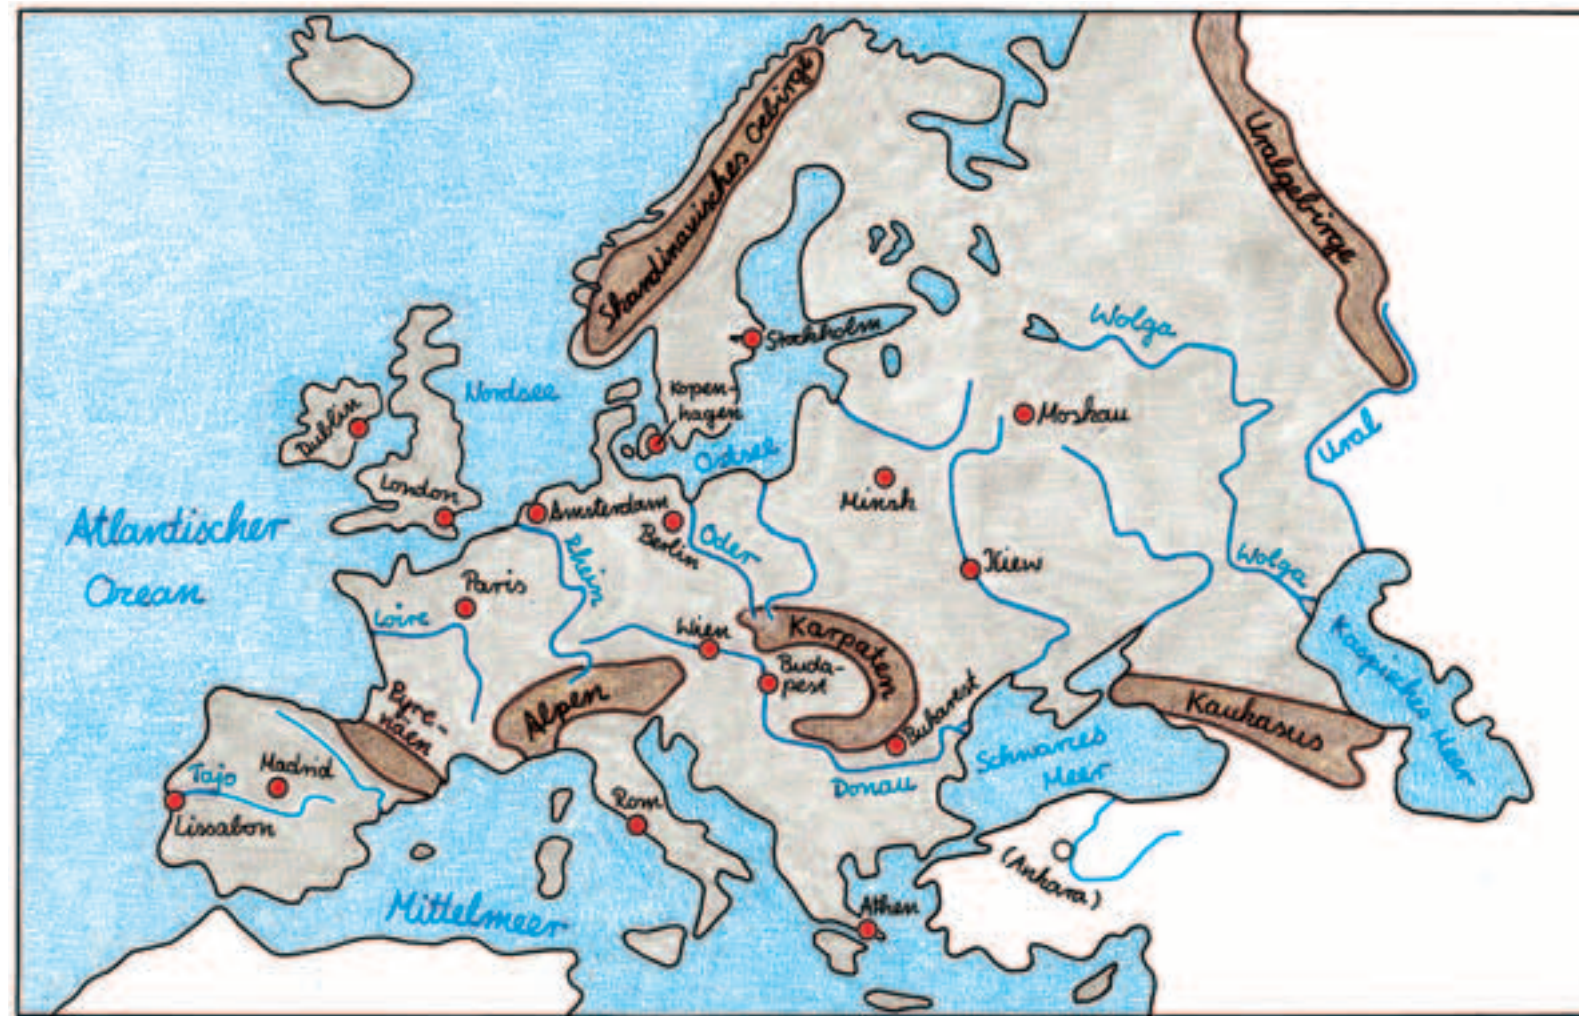 Skandinavisches Gebirge
Uralgebirge
Wolga
Stockholm
Nordsee
Kopen-
hagen
Moskau
Ural
Dublin
Ostsee
London
Amsterdam
Berlin
Oder
Minsk
Atlantischer
Ozean
Rhein
Kiew
Wolga
Paris
Loire
Wien
Karpaten
Kaspisches Meer
Buda-
pest
Pyre-
näen
Alpen
Bukarest
Kaukasus
Schwarzes
Meer
Tajo
Madrid
Donau
Lissabon
Rom
(Ankara)
Mittelmeer
Athen